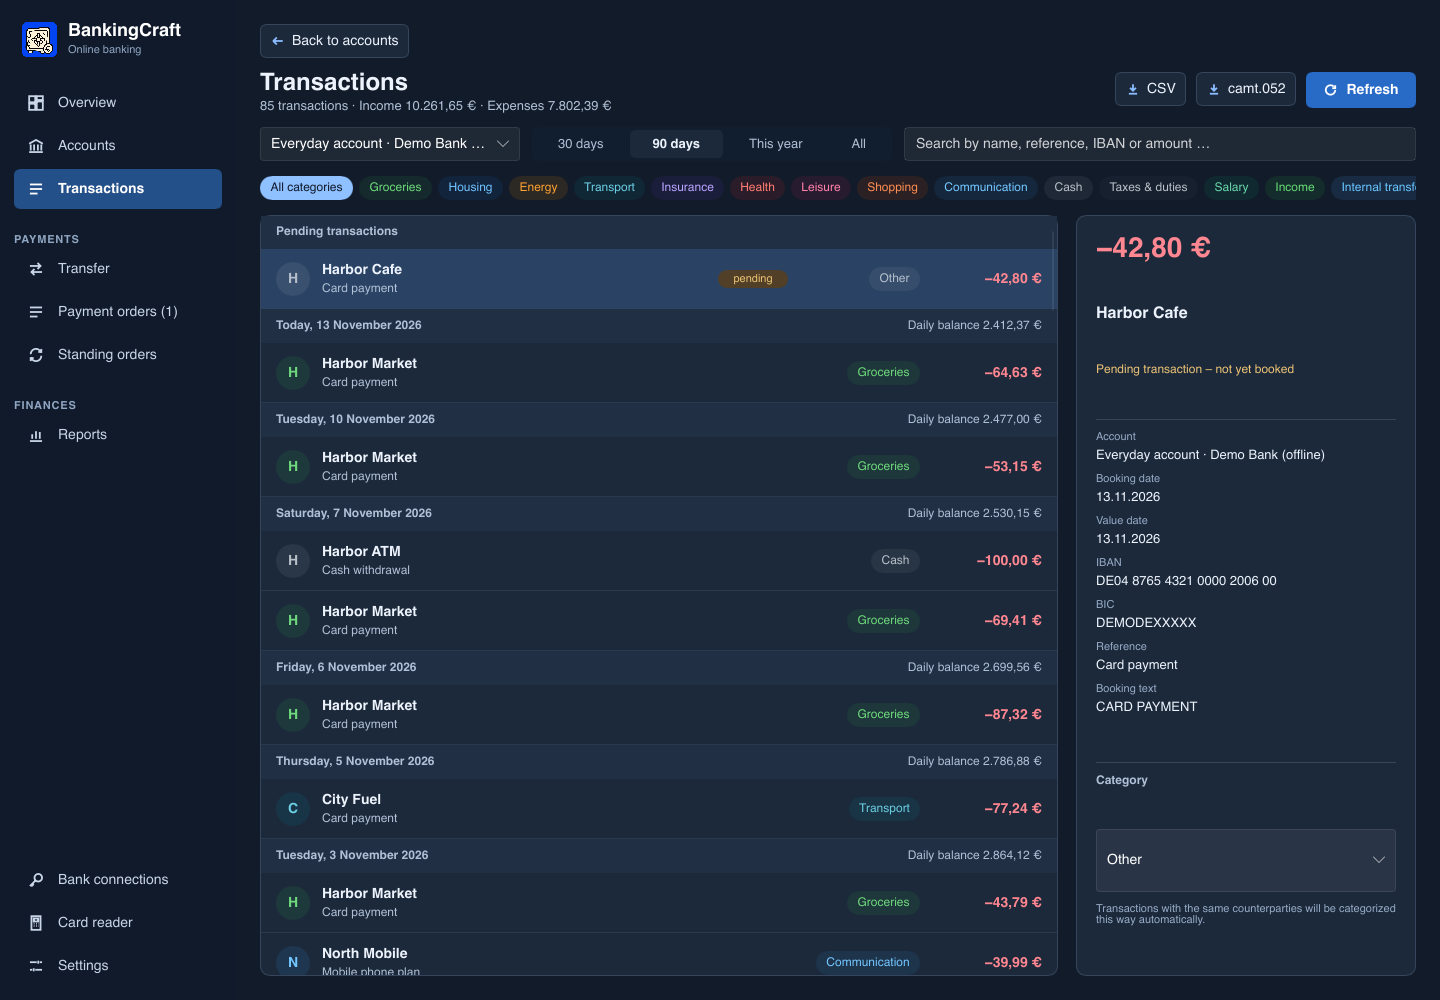 BankingCraft
Online banking
Overview
Accounts
Transactions
PAYMENTS
Transfer
Payment orders (1)
Standing orders
FINANCES
Reports
Bank connections
Card reader
Settings
Back to accounts
Transactions
85 transactions · Income 10.261,65 € · Expenses 7.802,39 €
CSV
camt.052
Refresh
Everyday account · Demo Bank …
30 days
90 days
This year
All
Search by name, reference, IBAN or amount …
All categories
Groceries
Housing
Energy
Transport
Insurance
Health
Leisure
Shopping
Communication
Cash
Taxes & duties
Salary
Income
Internal transf
Pending transactions
H
Harbor Cafe
Card payment
pending
Other
−42,80 €
Today, 13 November 2026
Daily balance 2.412,37 €
H
Harbor Market
Card payment
Groceries
−64,63 €
Tuesday, 10 November 2026
Daily balance 2.477,00 €
H
Harbor Market
Card payment
Groceries
−53,15 €
Saturday, 7 November 2026
Daily balance 2.530,15 €
H
Harbor ATM
Cash withdrawal
Cash
−100,00 €
H
Harbor Market
Card payment
Groceries
−69,41 €
Friday, 6 November 2026
Daily balance 2.699,56 €
H
Harbor Market
Card payment
Groceries
−87,32 €
Thursday, 5 November 2026
Daily balance 2.786,88 €
C
City Fuel
Card payment
Transport
−77,24 €
Tuesday, 3 November 2026
Daily balance 2.864,12 €
H
Harbor Market
Card payment
Groceries
−43,79 €
N
North Mobile
Mobile phone plan
Communication
−39,99 €
−42,80 €
Harbor Cafe
Pending transaction – not yet booked
Account
Everyday account · Demo Bank (offline)
Booking date
13.11.2026
Value date
13.11.2026
IBAN
DE04 8765 4321 0000 2006 00
BIC
DEMODEXXXXX
Reference
Card payment
Booking text
CARD PAYMENT
Category
Other
Transactions with the same counterparties will be categorized
this way automatically.